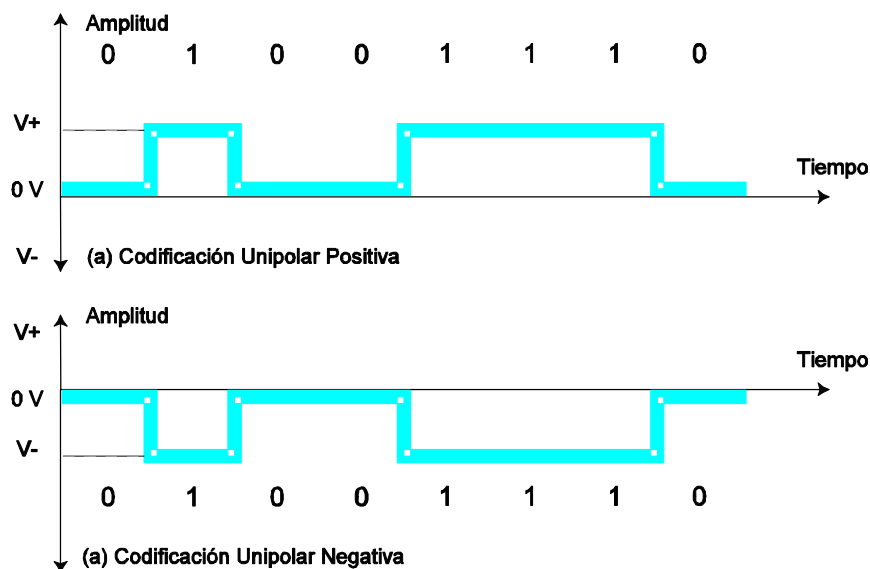 Amplitud
0 1 0 0 1 1 1 0
V+
Tiempo
0 V
V- (a) Codificación Unipolar Positiva
Amplitud
V+
Tiempo
0 V
V-
0 1 0 0 1 1 1 0
(a) Codificación Unipolar Negativa